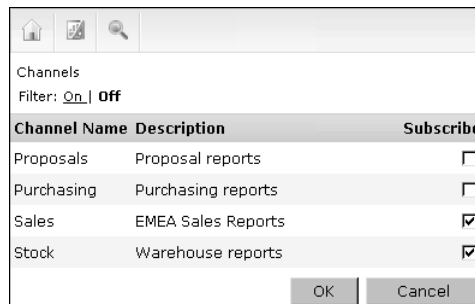 Channels
Filter: On | Off
Channel Name Description Subscribe
Proposals Proposal reports
Purchasing Purchasing reports
Sales EMEA Sales Reports
Stock Warehouse reports
OK Cancel